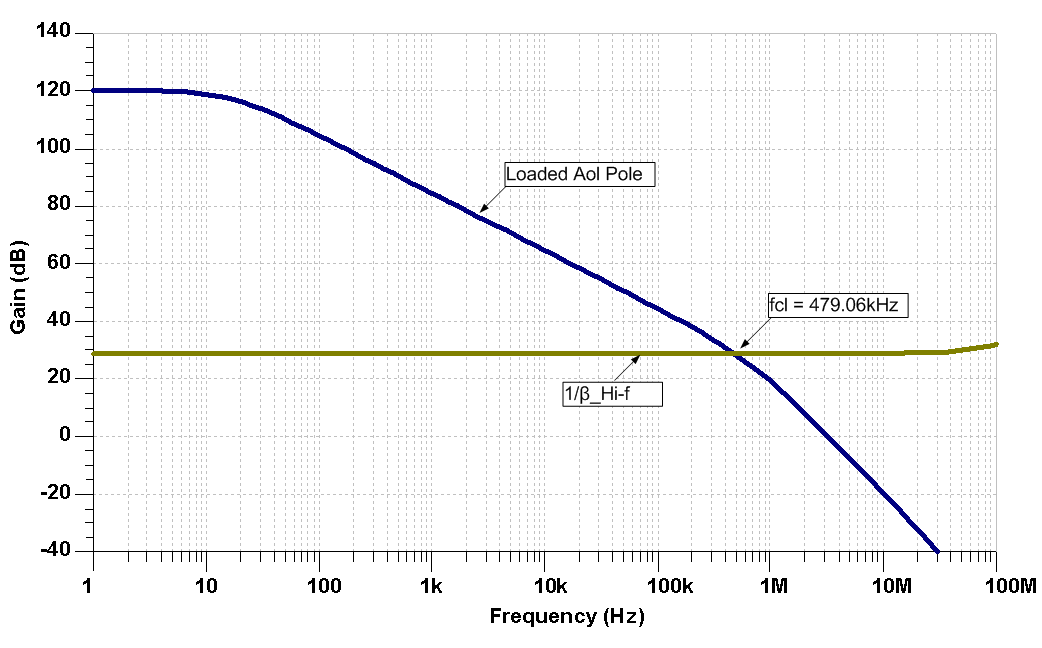 140
120
100
80
60
40
20
0
-20
-40
Gain (dB)
Loaded Aol Pole
fcl = 479.06kHz
1/β_Hi-f
1 10 100 1k 10k 100k 1M 10M 100M
Frequency (Hz)